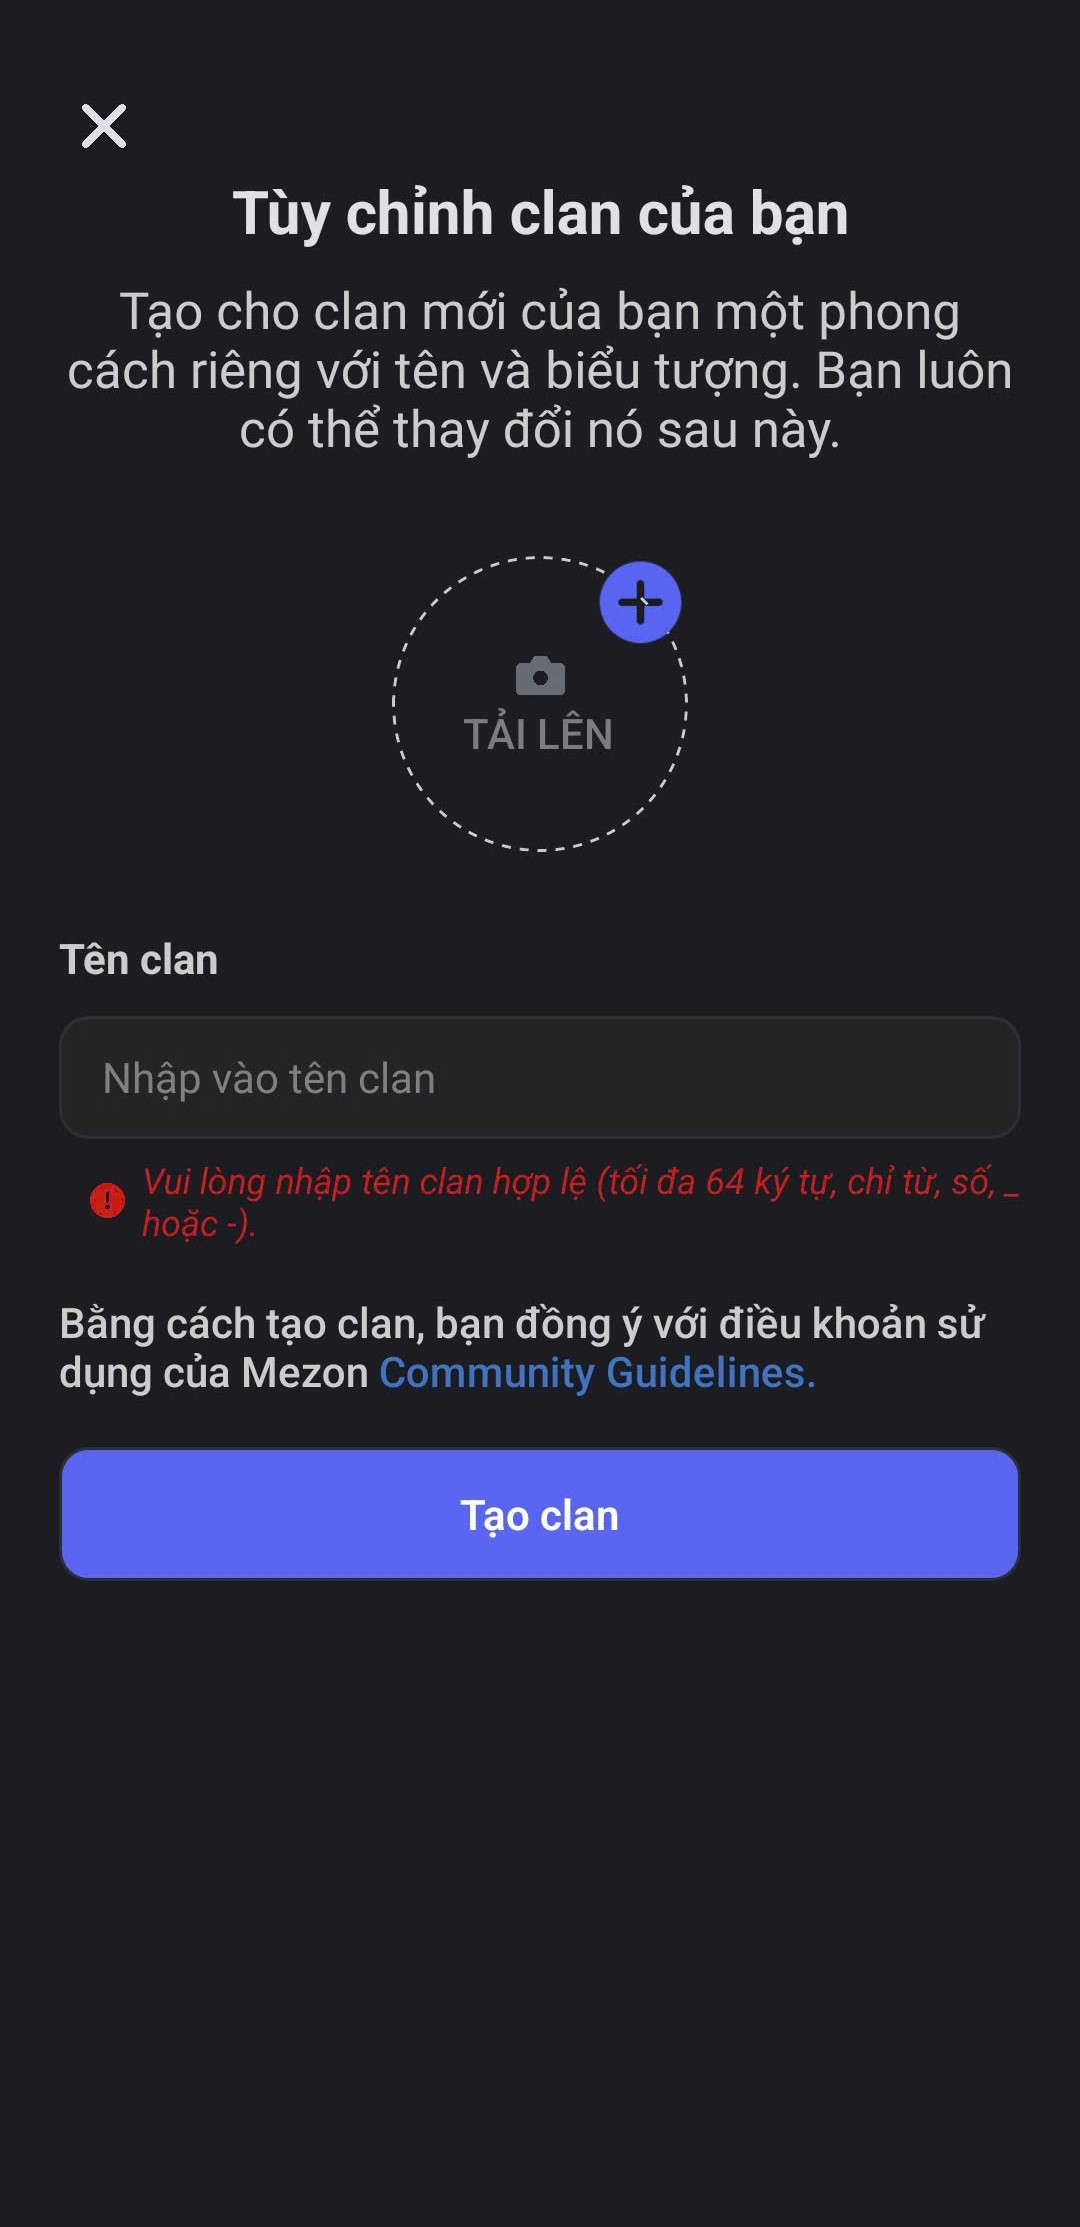 Tùy chỉnh clan của bạn
Tạo cho clan mới của bạn một phong
cách riêng với tên và biểu tượng. Bạn luôn
có thể thay đổi nó sau này.
TẢI LÊN
Tên clan
Nhập vào tên clan
Vui lòng nhập tên clan hợp lệ (tối đa 64 ký tự, chỉ từ, số, _
hoặc -).
Bằng cách tạo clan, bạn đồng ý với điều khoản sử
dụng của Mezon Community Guidelines.
Tạo clan